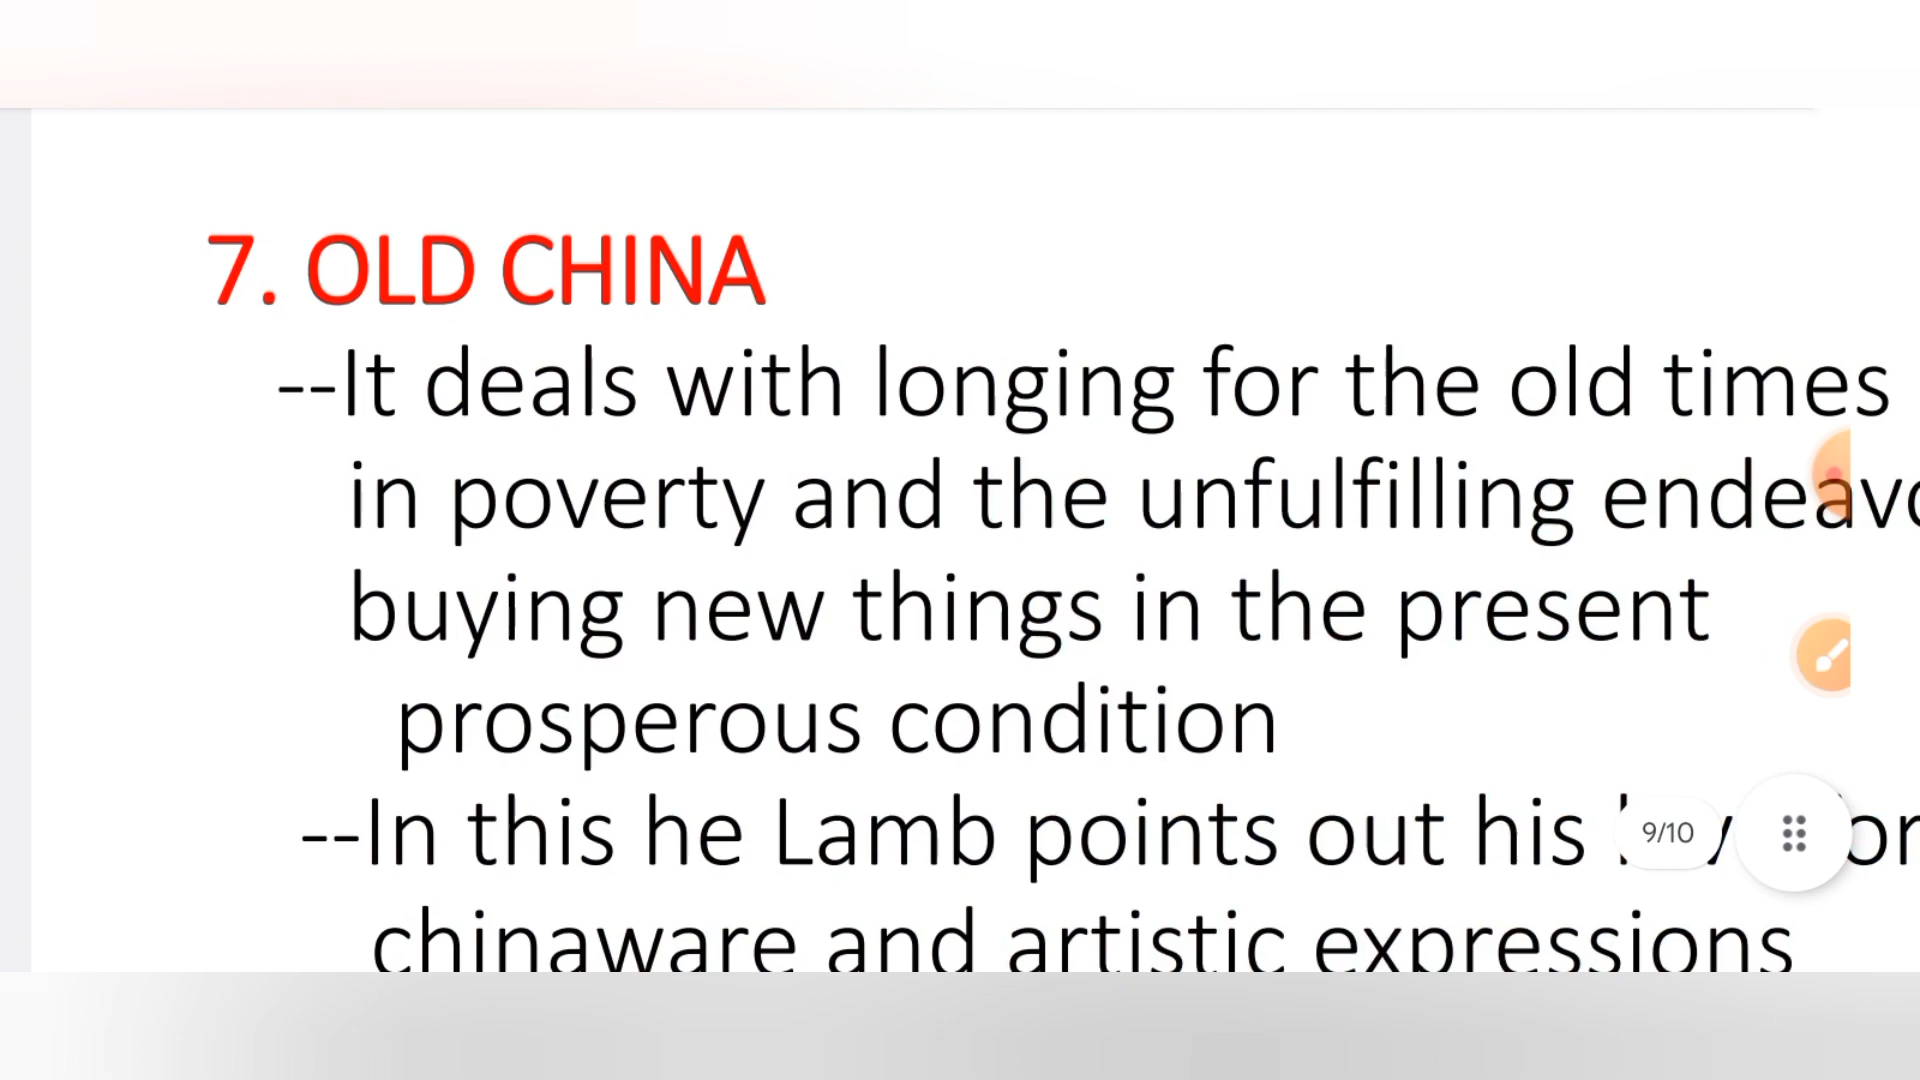 7. OLD CHINA
--It deals with longing for the old times
in poverty and the unfulfilling
buying new things in the present
prosperous condition
--In this he Lamb points out his
chinaware and artistic expressions
9/10